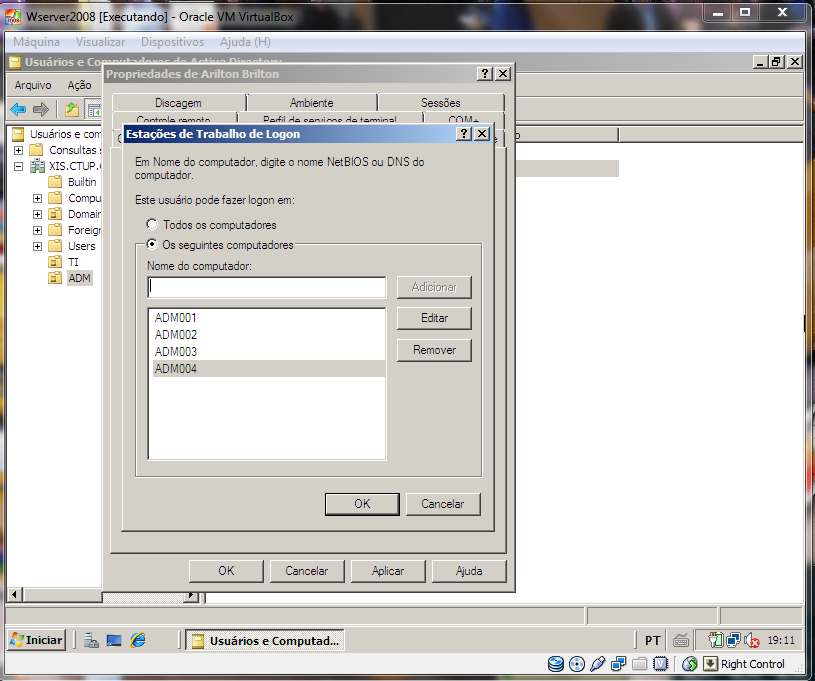 Wserver2008 [Executando] - Oracle VM VirtualBox
Máquina Visualizar Dispositivos Ajuda (H)
Usuários e Computadores do Active Directory
Propriedades de Arilton Brilton
Arquivo Ação
Discagem Ambiente Sessões
Controle remoto Perfil de serviços de terminal COM+
Estações de Trabalho de Logon
Usuários e com
Consultas s
XIS.CTUP.
Builtin
Compu
Domain
Foreign
Users
TI
ADM
Em Nome do computador, digite o nome NetBIOS ou DNS do
computador.
Este usuário pode fazer logon em:
Todos os computadores
Os seguintes computadores
Nome do computador:
Adicionar
ADM001
ADM002
ADM003
ADM004
Editar
Remover
OK Cancelar
OK Cancelar Aplicar Ajuda
Iniciar Usuários e Computad... PT 19:11
Right Control